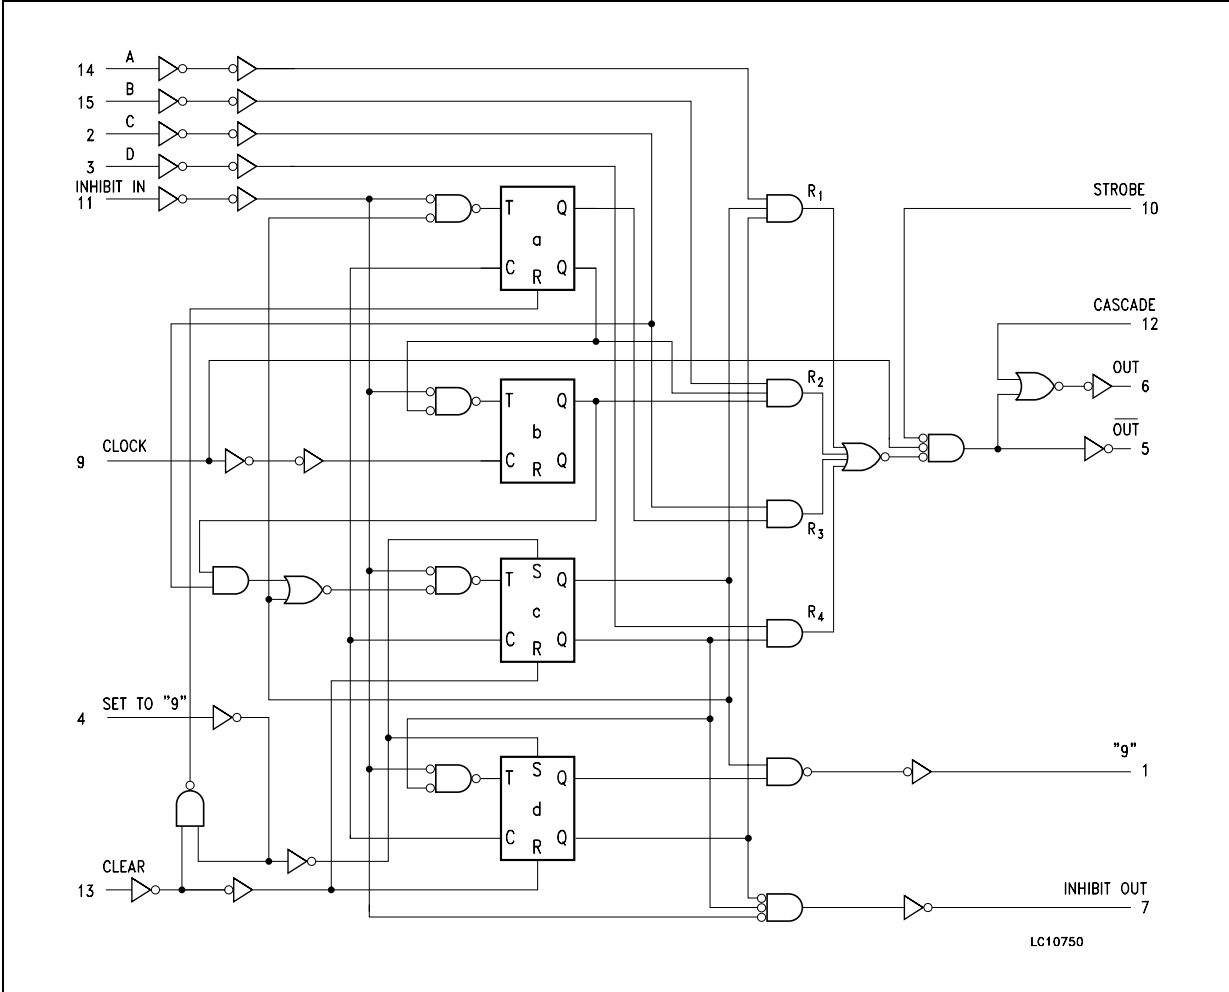 A
14
B
15
C
2
D
3
INHIBIT IN
11
T Q
a
C Q
R
R1
STROBE
10
CASCADE
12
OUT
6
OUT
5
R2
T Q
b
C Q
R
CLOCK
9
R3
S
T Q
c
C Q
R
R4
SET TO "9"
4
S
T Q
d
C Q
R
"9"
1
CLEAR
13
INHIBIT OUT
7
LC10750